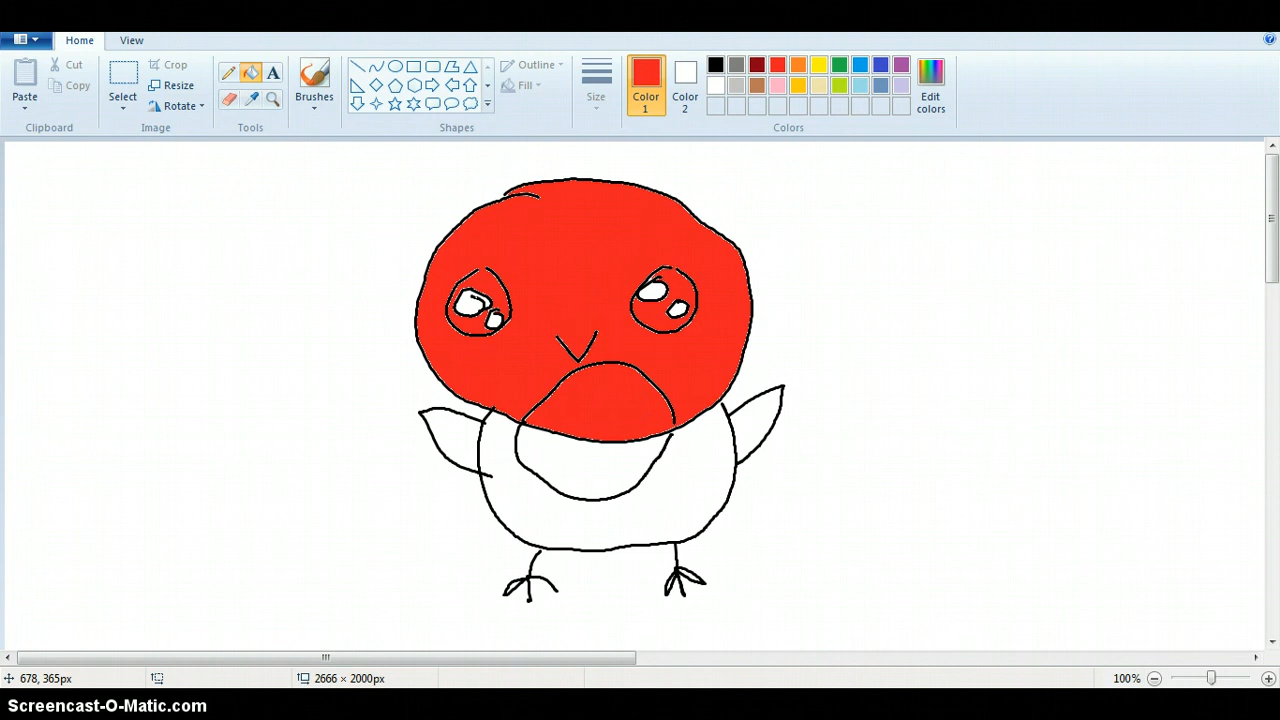 Home View
Cut
Copy
Paste
Clipboard
Crop
Resize
Rotate
Select
Image
A
Tools
Brushes
Outline
Fill
Shapes
Size
Color
1
Color
2
Edit
colors
Colors
678, 365px
2666 × 2000px
100%
Screencast-O-Matic.com